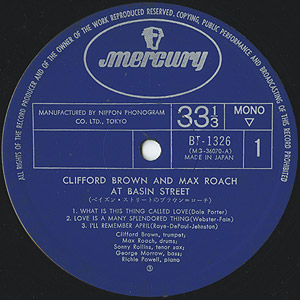 ALL RIGHTS OF THE RECORD PRODUCER AND OF THE OWNER OF THE WORK REPRODUCED RESERVED. COPYING, PUBLIC PERFORMANCE AND BROADCASTING OF THIS RECORD PROHIBITED
mercury
MANUFACTURED BY NIPPON PHONOGRAM CO. LTD., TOKYO
33 1/3
MONO
BT-1326
(MG-36070-A)
MADE IN JAPAN
1
CLIFFORD BROWN AND MAX ROACH
AT BASIN STREET
(ベイズン・ストリートのブラウン=ローチ)
1. WHAT IS THIS THING CALLED LOVE(Cole Porter)
2. LOVE IS A MANY SPLENDORED THING(Webster-Fain)
3. I'LL REMEMBER APRIL(Raye-DePaul-Johnston)
Clifford Brown, trumpet;
Max Roach, drums;
Sonny Rollins, tenor sax;
George Morrow, bass;
Richie Powell, piano